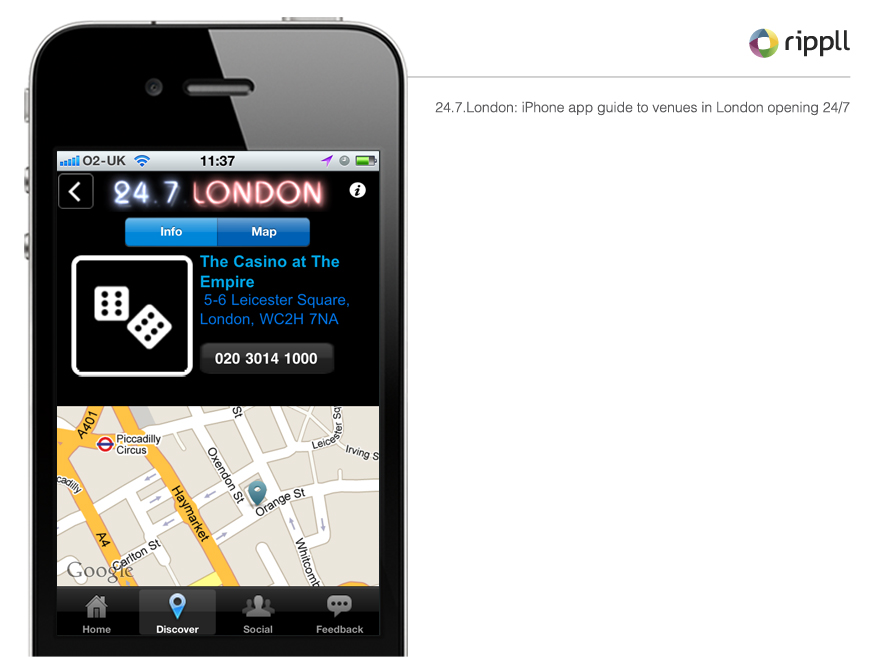 rippll
24.7.London: iPhone app guide to venues in London opening 24/7
O2-UK 11:37
24.7.LONDON i
Info Map
The Casino at The
Empire
5-6 Leicester Square,
London, WC2H 7NA
020 3014 1000
A401
Piccadilly
Circus
St
Leicester Sq
Irving S
cadilly
Oxendon St
Orange St
Haymarket
A4
Carlton St
Whitcomb
Google
Home Discover Social Feedback